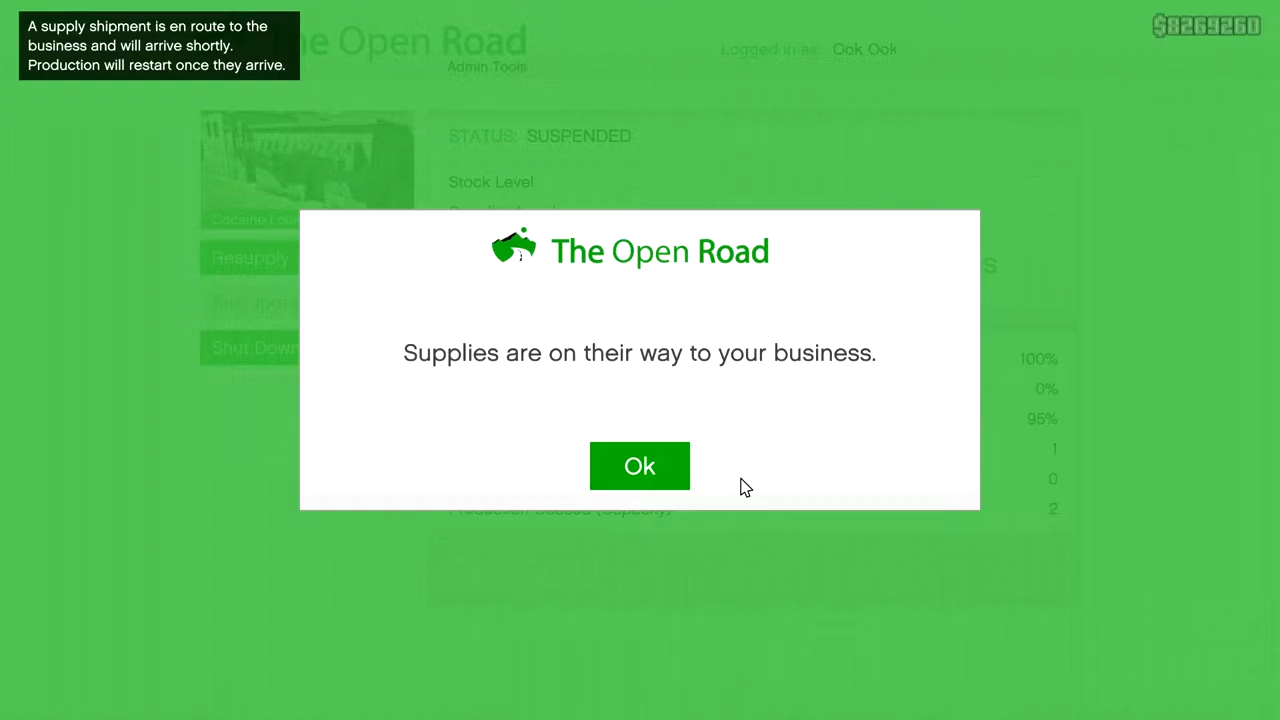 A supply shipment is en route to the
business and will arrive shortly.
Production will restart once they arrive.
The Open Road
Admin Tools
Logged in as: Ook Ook
$8269260
STATUS: SUSPENDED
Stock Level
Resupply
Shut Down
The Open Road
Supplies are on their way to your business.
Ok
100%
0%
95%
1
0
2